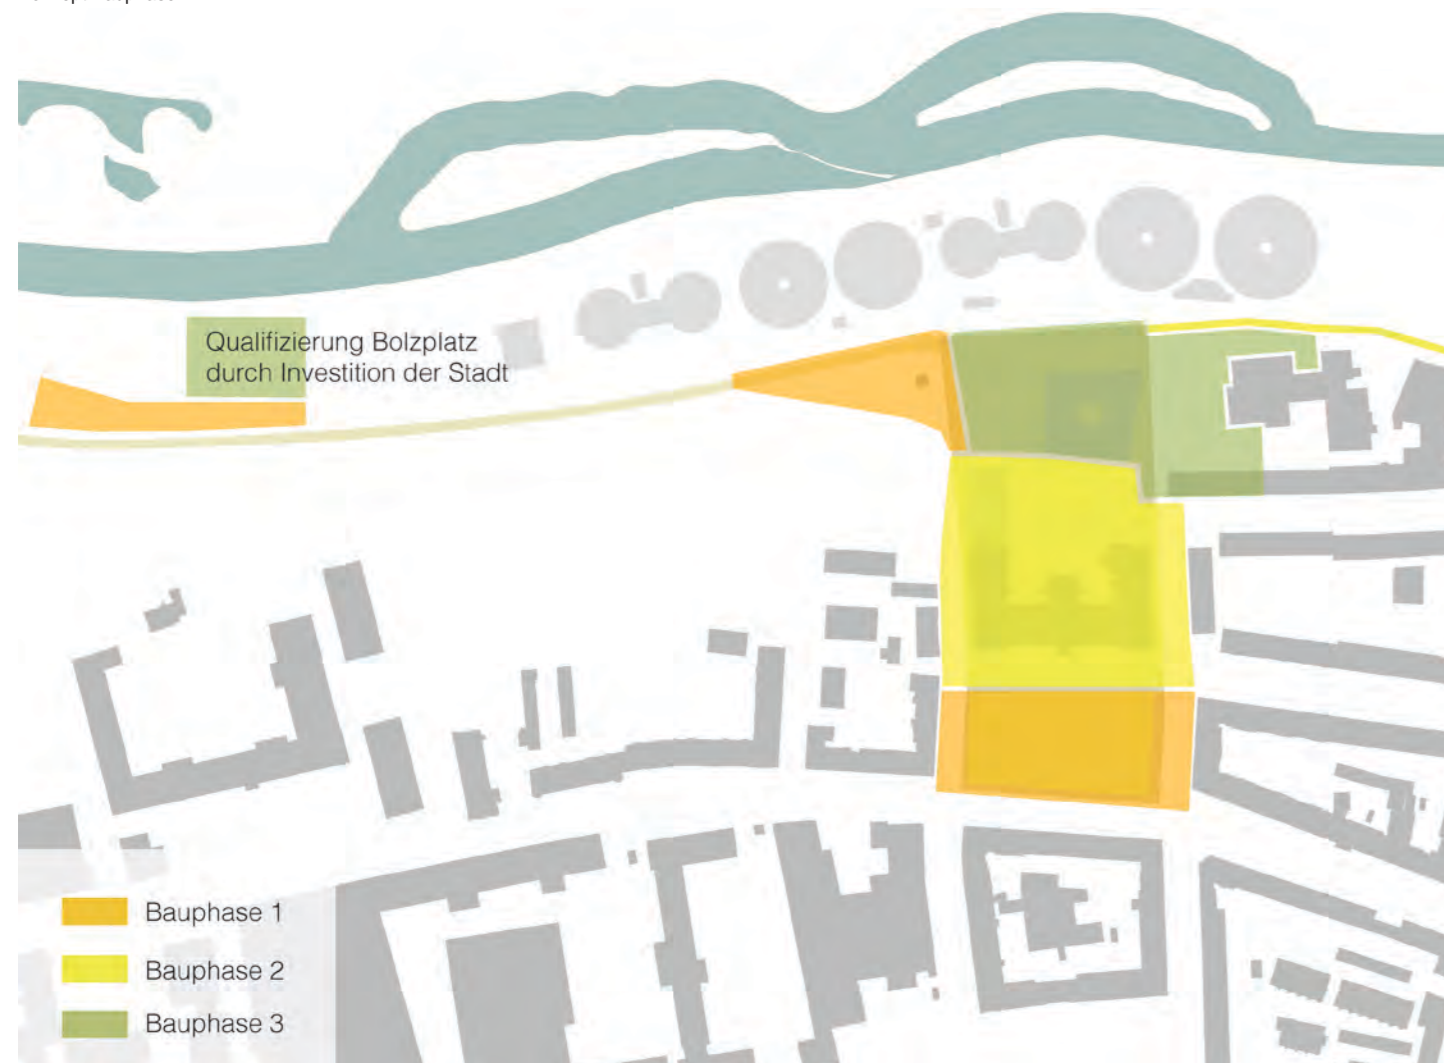 Qualifizierung Bolzplatz
durch Investition der Stadt
Bauphase 1
Bauphase 2
Bauphase 3